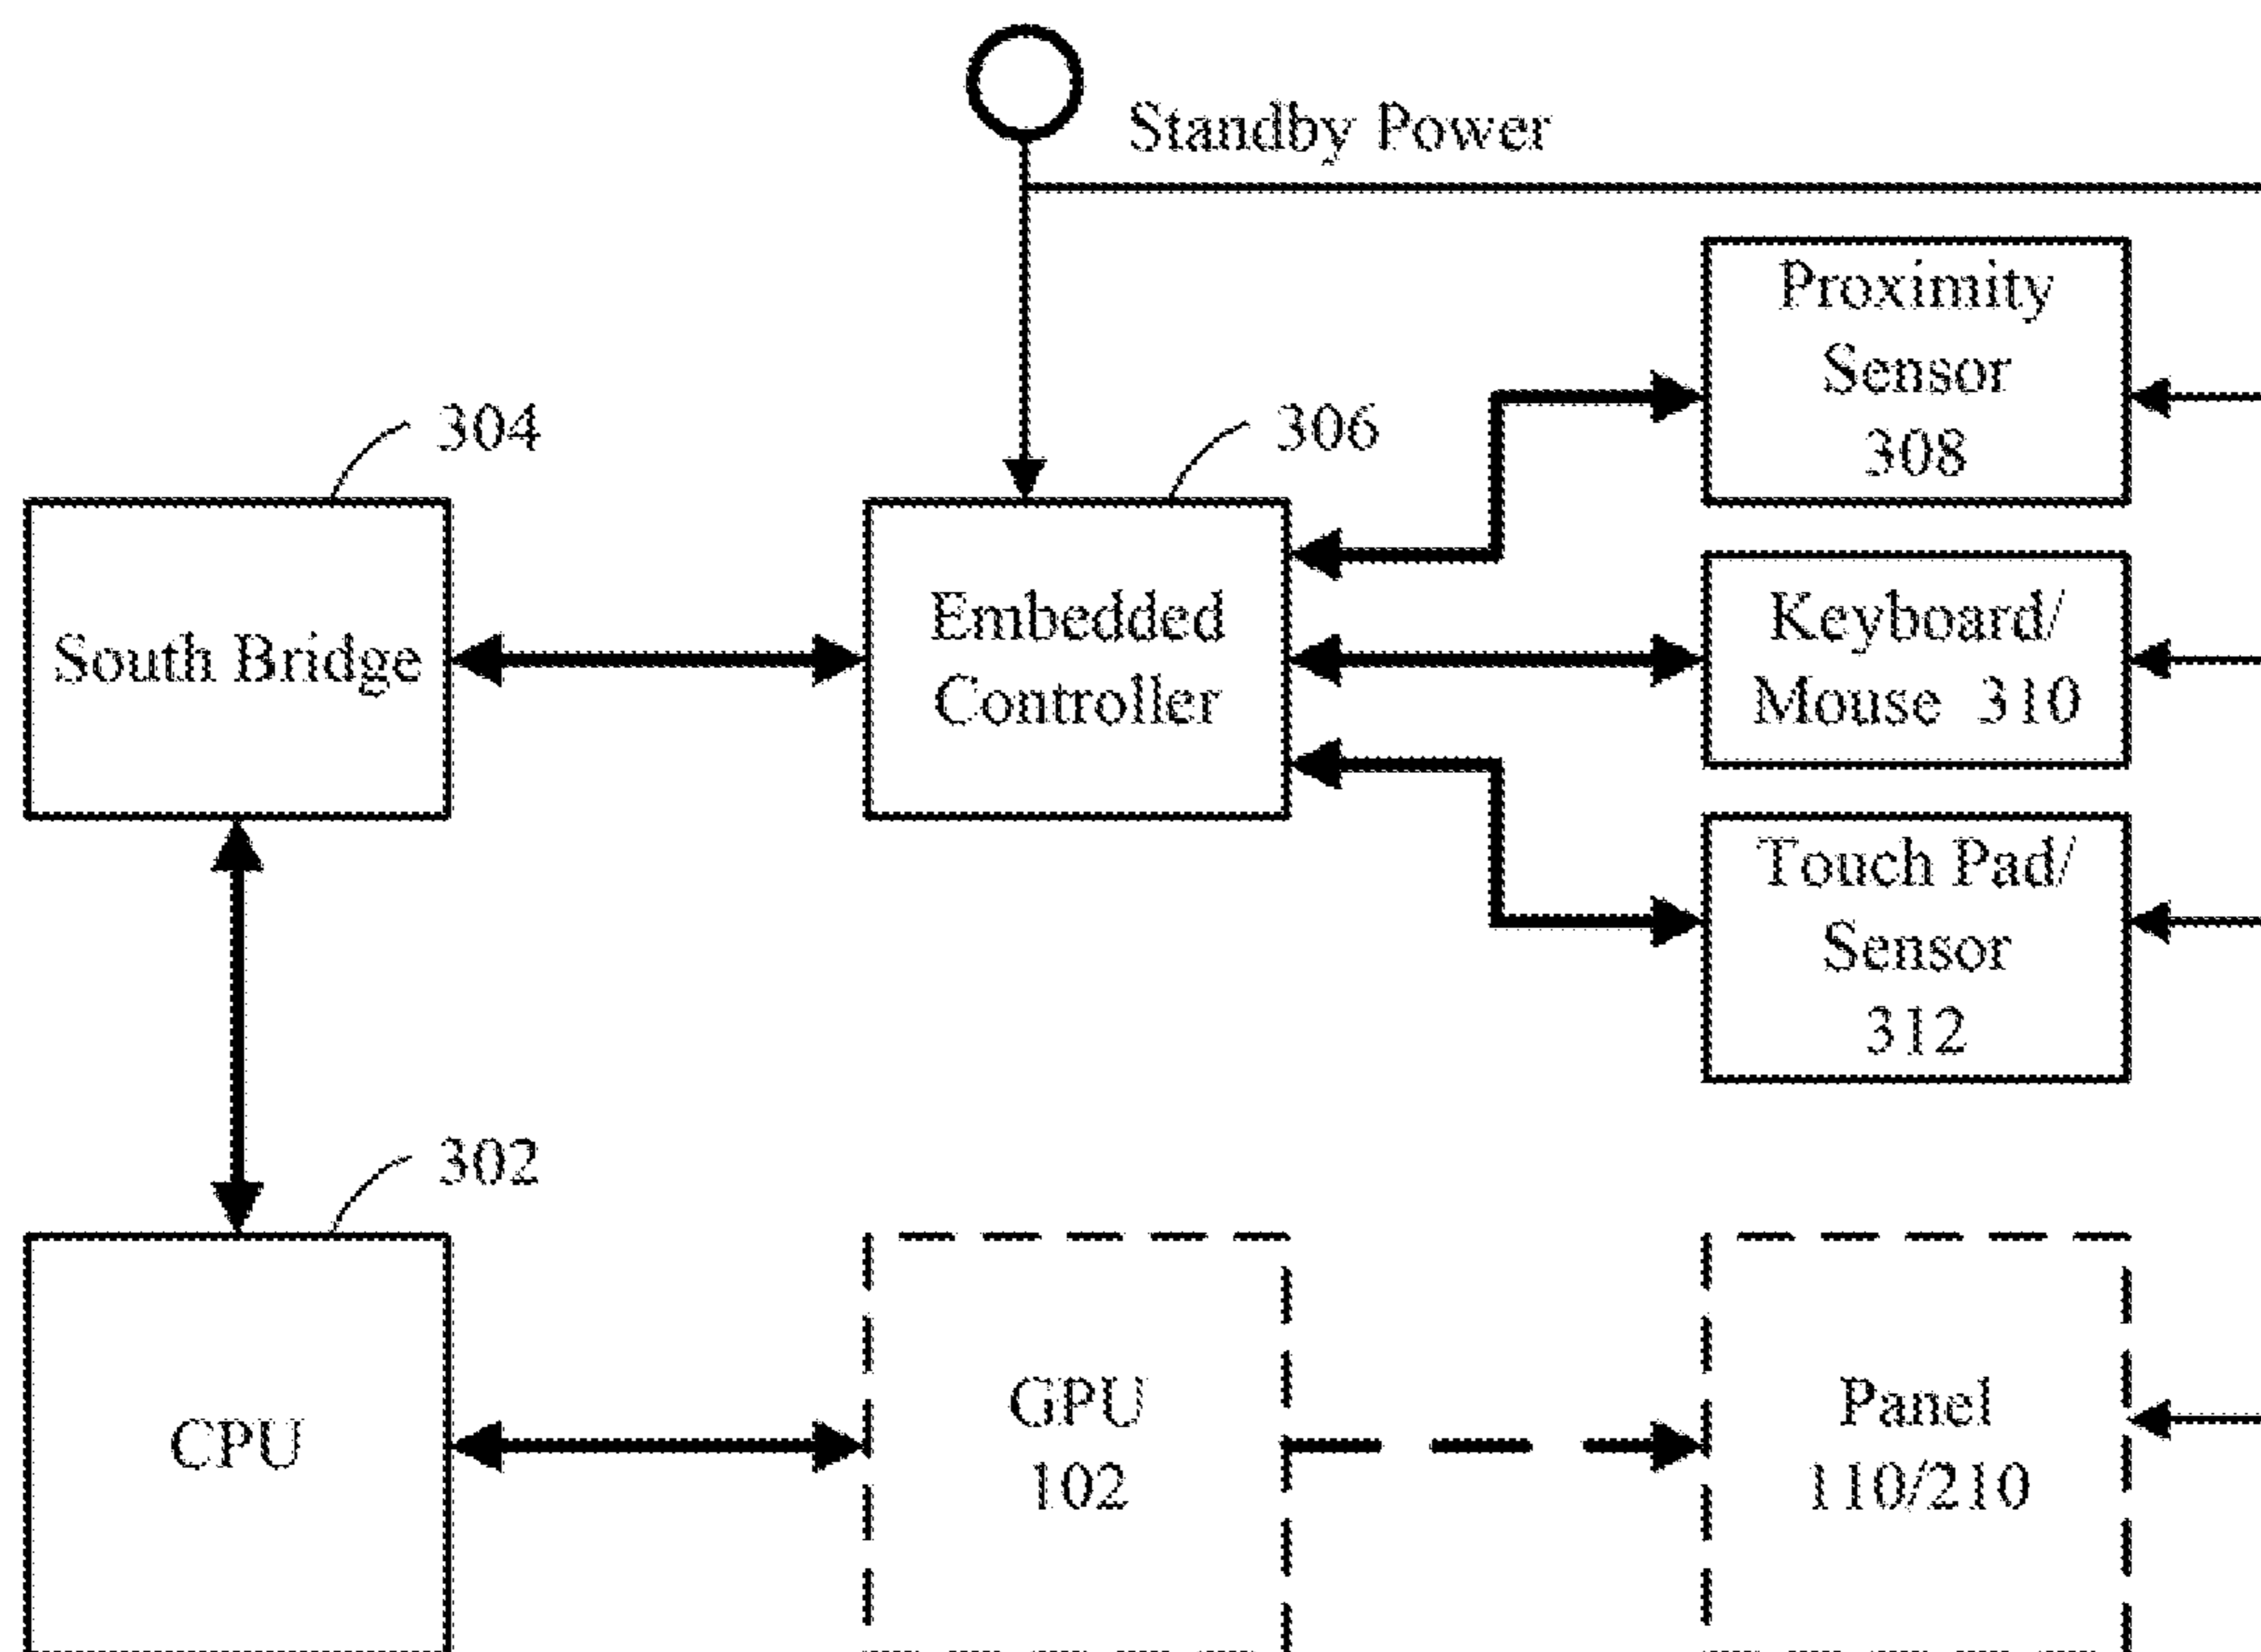 Standby Power
Proximity
Sensor
308
304
306
South Bridge
Embedded
Controller
Keyboard/
Mouse 310
Touch Pad/
Sensor
312
302
CPU
GPU
102
Panel
110/210